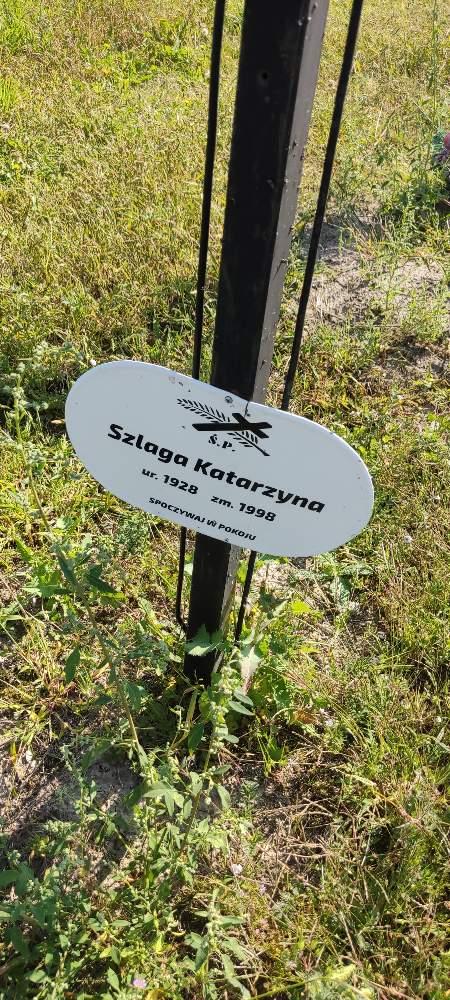 Ś.P.
Szlaga Katarzyna
ur. 1928 zm. 1998
SPOCZYWAJ W POKOJU